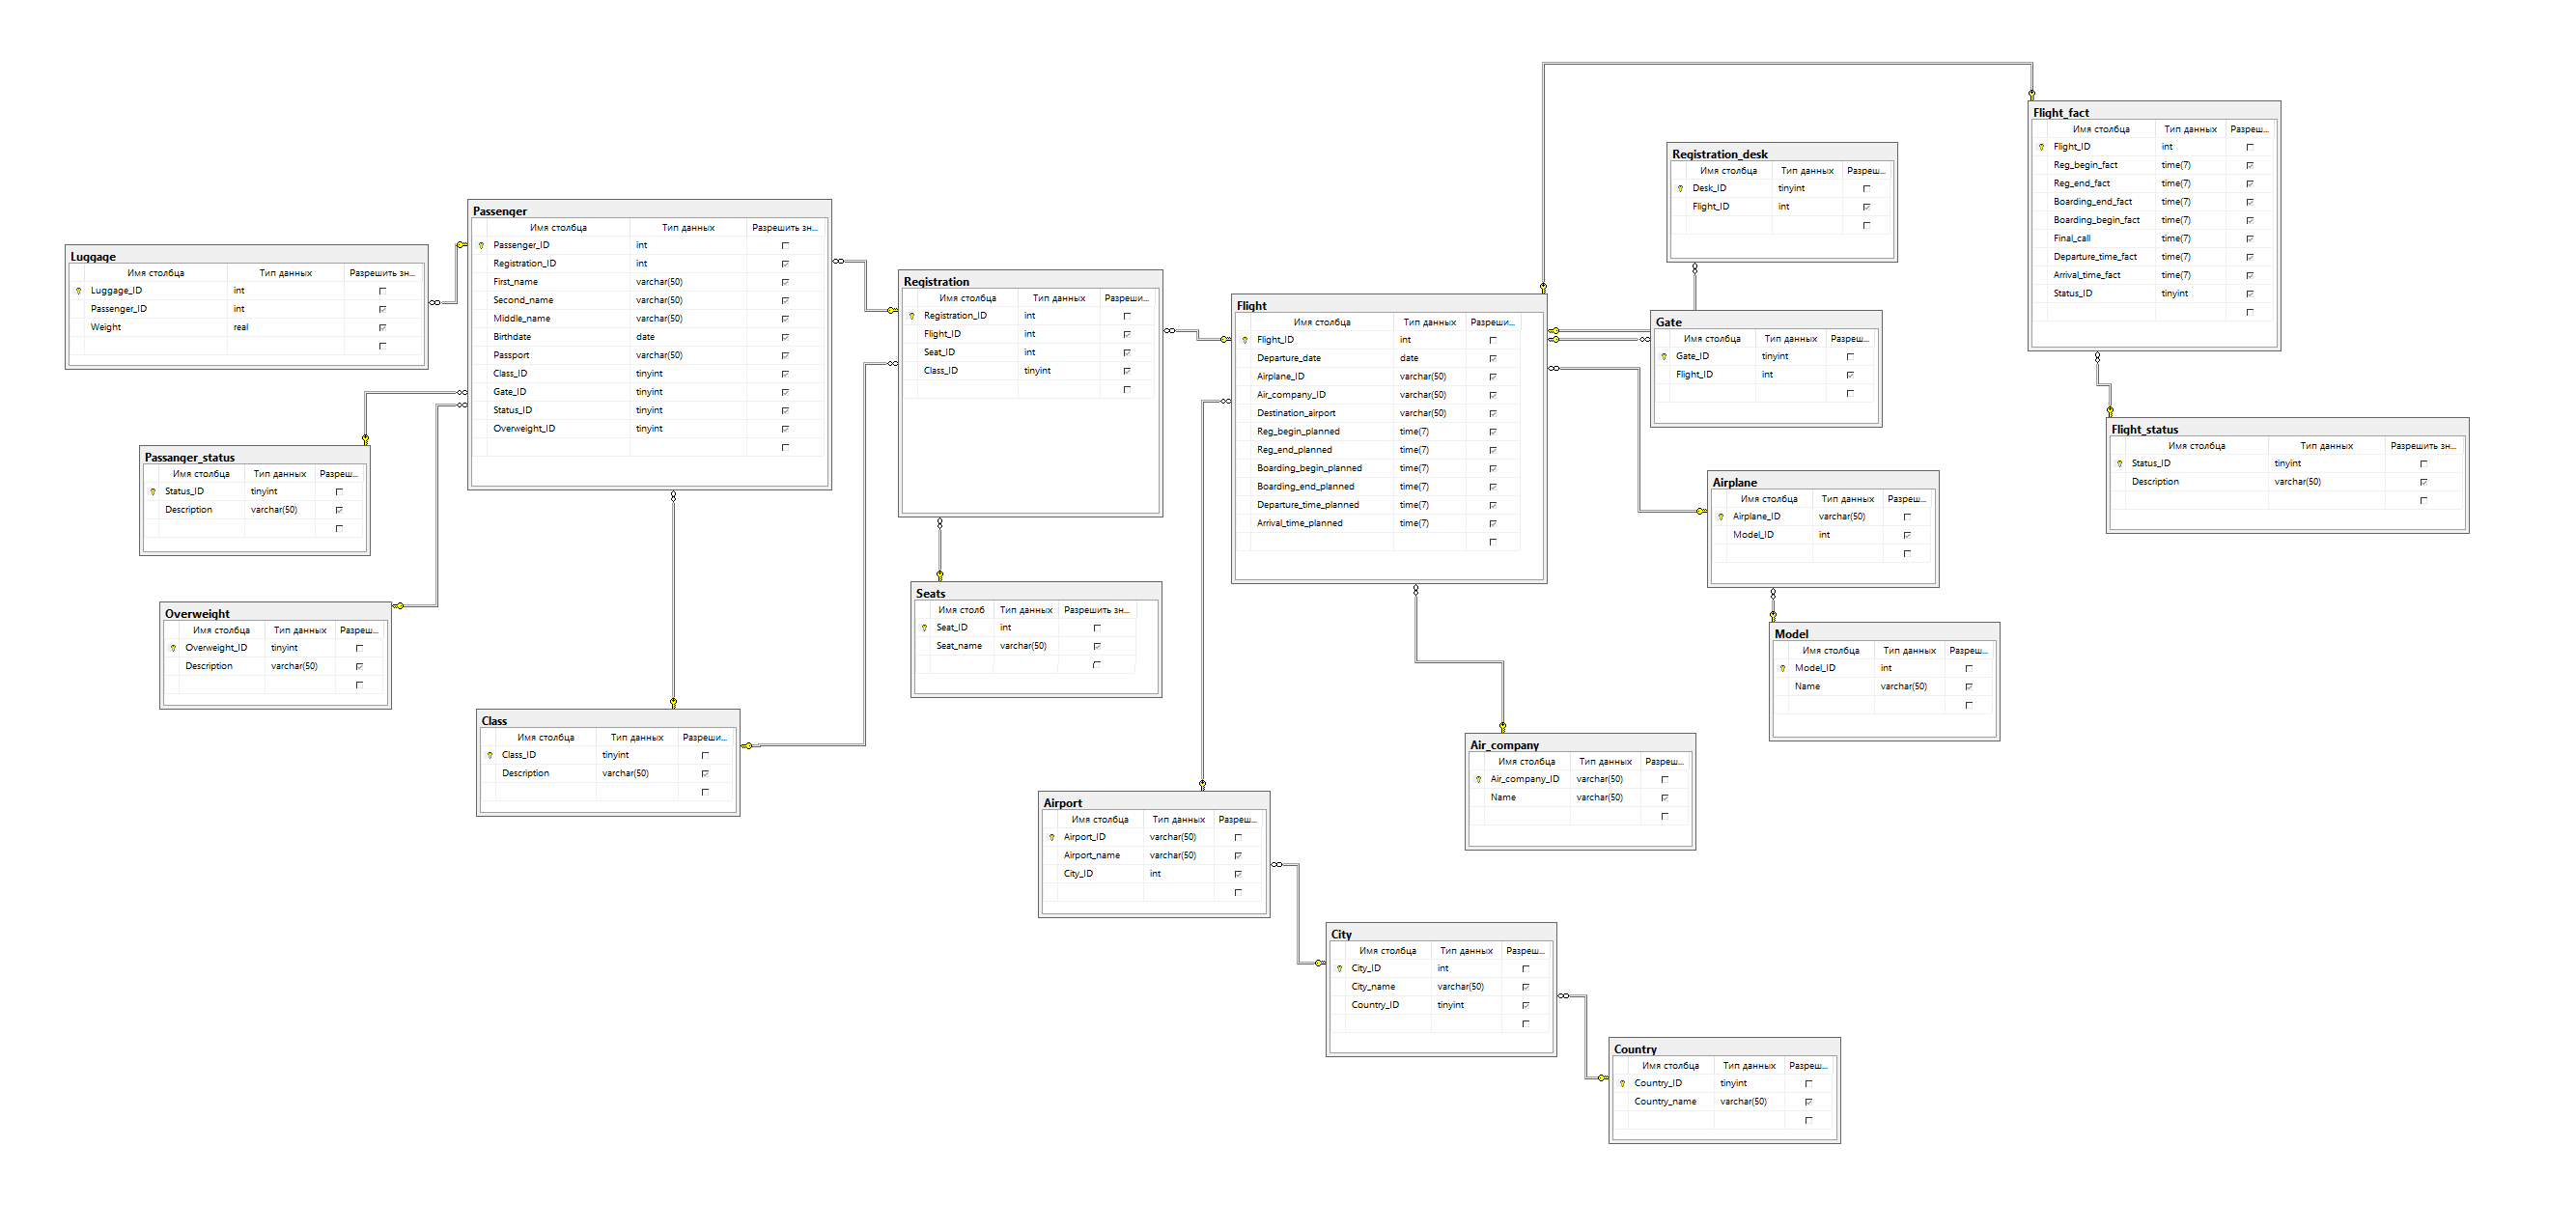 Luggage
Имя столбца Тип данных Разрешить зн...
Luggage_ID int
Passenger_ID int
Weight real
Passanger_status
Имя столбца Тип данных Разреш...
Status_ID tinyint
Description varchar(50)
Overweight
Имя столбца Тип данных Разреш...
Overweight_ID tinyint
Description varchar(50)
Passenger
Имя столбца Тип данных Разрешить зн...
Passenger_ID int
Registration_ID int
First_name varchar(50)
Second_name varchar(50)
Middle_name varchar(50)
Birthdate date
Passport varchar(50)
Class_ID tinyint
Gate_ID tinyint
Status_ID tinyint
Overweight_ID tinyint
Class
Имя столбца Тип данных Разреши...
Class_ID tinyint
Description varchar(50)
Registration
Имя столбца Тип данных Разреши...
Registration_ID int
Flight_ID int
Seat_ID int
Class_ID tinyint
Seats
Имя столб Тип данных Разрешить зн...
Seat_ID int
Seat_name varchar(50)
Airport
Имя столбца Тип данных Разреш...
Airport_ID varchar(50)
Airport_name varchar(50)
City_ID int
Flight
Имя столбца Тип данных Разреши...
Flight_ID int
Departure_date date
Airplane_ID varchar(50)
Air_company_ID varchar(50)
Destination_airport varchar(50)
Reg_begin_planned time(7)
Reg_end_planned time(7)
Boarding_begin_planned time(7)
Boarding_end_planned time(7)
Departure_time_planned time(7)
Arrival_time_planned time(7)
City
Имя столбца Тип данных Разреш...
City_ID int
City_name varchar(50)
Country_ID tinyint
Air_company
Имя столбца Тип данных Разреш...
Air_company_ID varchar(50)
Name varchar(50)
Country
Имя столбца Тип данных Разреш...
Country_ID tinyint
Country_name varchar(50)
Registration_desk
Имя столбца Тип данных Разреш...
Desk_ID tinyint
Flight_ID int
Gate
Имя столбца Тип данных Разреш...
Gate_ID tinyint
Flight_ID int
Airplane
Имя столбца Тип данных Разреш...
Airplane_ID varchar(50)
Model_ID int
Model
Имя столбца Тип данных Разреш...
Model_ID int
Name varchar(50)
Flight_fact
Имя столбца Тип данных Разреш...
Flight_ID int
Reg_begin_fact time(7)
Reg_end_fact time(7)
Boarding_end_fact time(7)
Boarding_begin_fact time(7)
Final_call time(7)
Departure_time_fact time(7)
Arrival_time_fact time(7)
Status_ID tinyint
Flight_status
Имя столбца Тип данных Разрешить зн...
Status_ID tinyint
Description varchar(50)